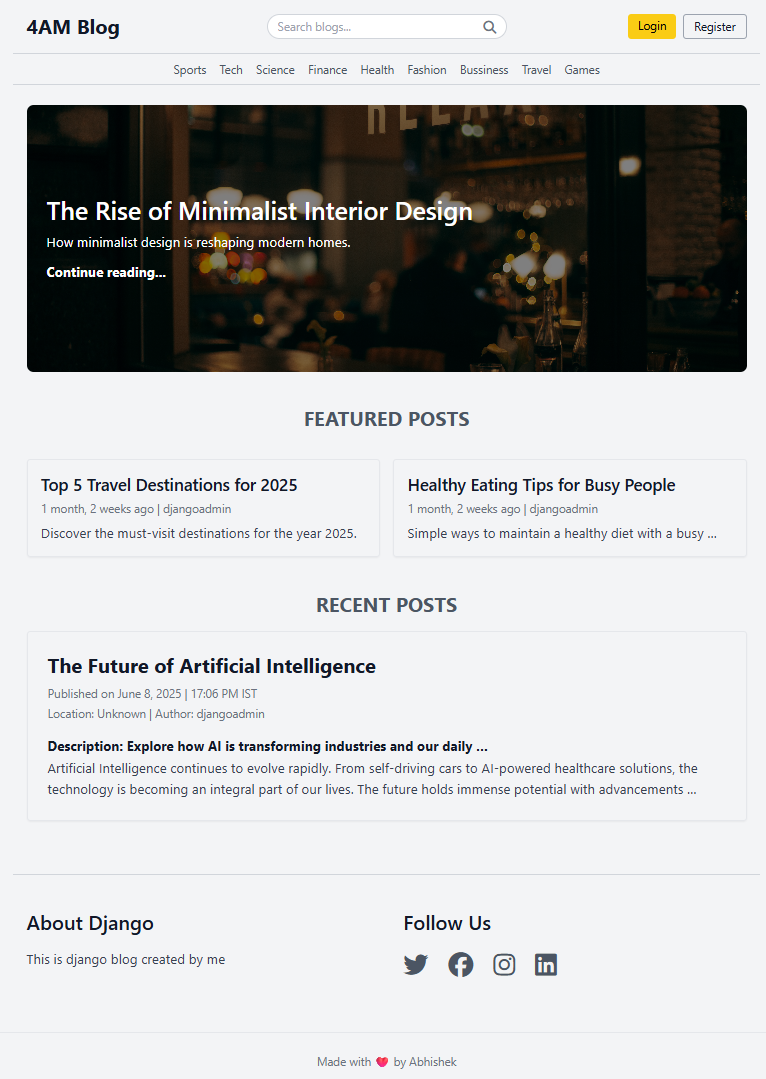 4AM Blog
Search blogs...
Login
Register
Sports Tech Science Finance Health Fashion Bussiness Travel Games
RELAX
The Rise of Minimalist Interior Design
How minimalist design is reshaping modern homes.
Continue reading...
FEATURED POSTS
Top 5 Travel Destinations for 2025
1 month, 2 weeks ago | djangoadmin
Discover the must-visit destinations for the year 2025.
Healthy Eating Tips for Busy People
1 month, 2 weeks ago | djangoadmin
Simple ways to maintain a healthy diet with a busy ...
RECENT POSTS
The Future of Artificial Intelligence
Published on June 8, 2025 | 17:06 PM IST
Location: Unknown | Author: djangoadmin
Description: Explore how AI is transforming industries and our daily ...
Artificial Intelligence continues to evolve rapidly. From self-driving cars to AI-powered healthcare solutions, the
technology is becoming an integral part of our lives. The future holds immense potential with advancements ...
About Django
This is django blog created by me
Follow Us
Made with ❤️ by Abhishek